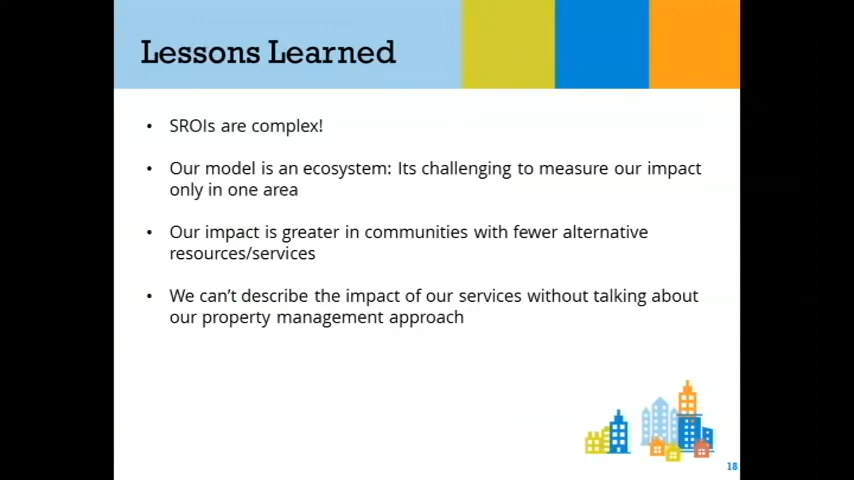 Lessons Learned
• SROIs are complex!
• Our model is an ecosystem: Its challenging to measure our impact
only in one area
• Our impact is greater in communities with fewer alternative
resources/services
• We can’t describe the impact of our services without talking about
our property management approach
18